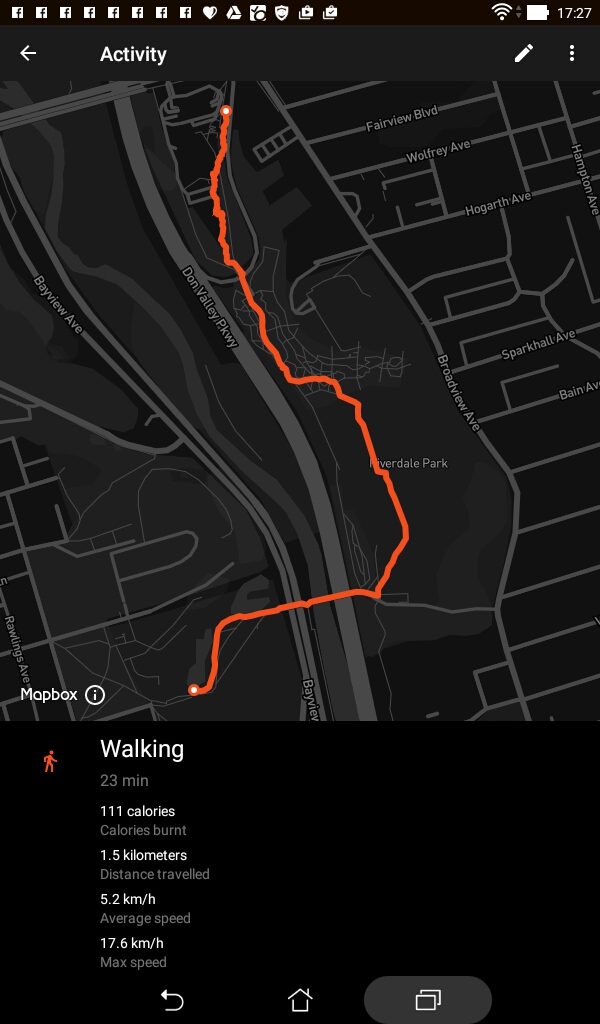 17:27
Activity
Fairview Blvd
Wolfrey Ave
Hampton Ave
Hogarth Ave
Bayview Ave
Don Valley Pkwy
Sparkhall Ave
Broadview Ave
Bain Ave
Riverdale Park
Rawlings Ave
Mapbox
Bayview
Walking
23 min
111 calories
Calories burnt
1.5 kilometers
Distance travelled
5.2 km/h
Average speed
17.6 km/h
Max speed